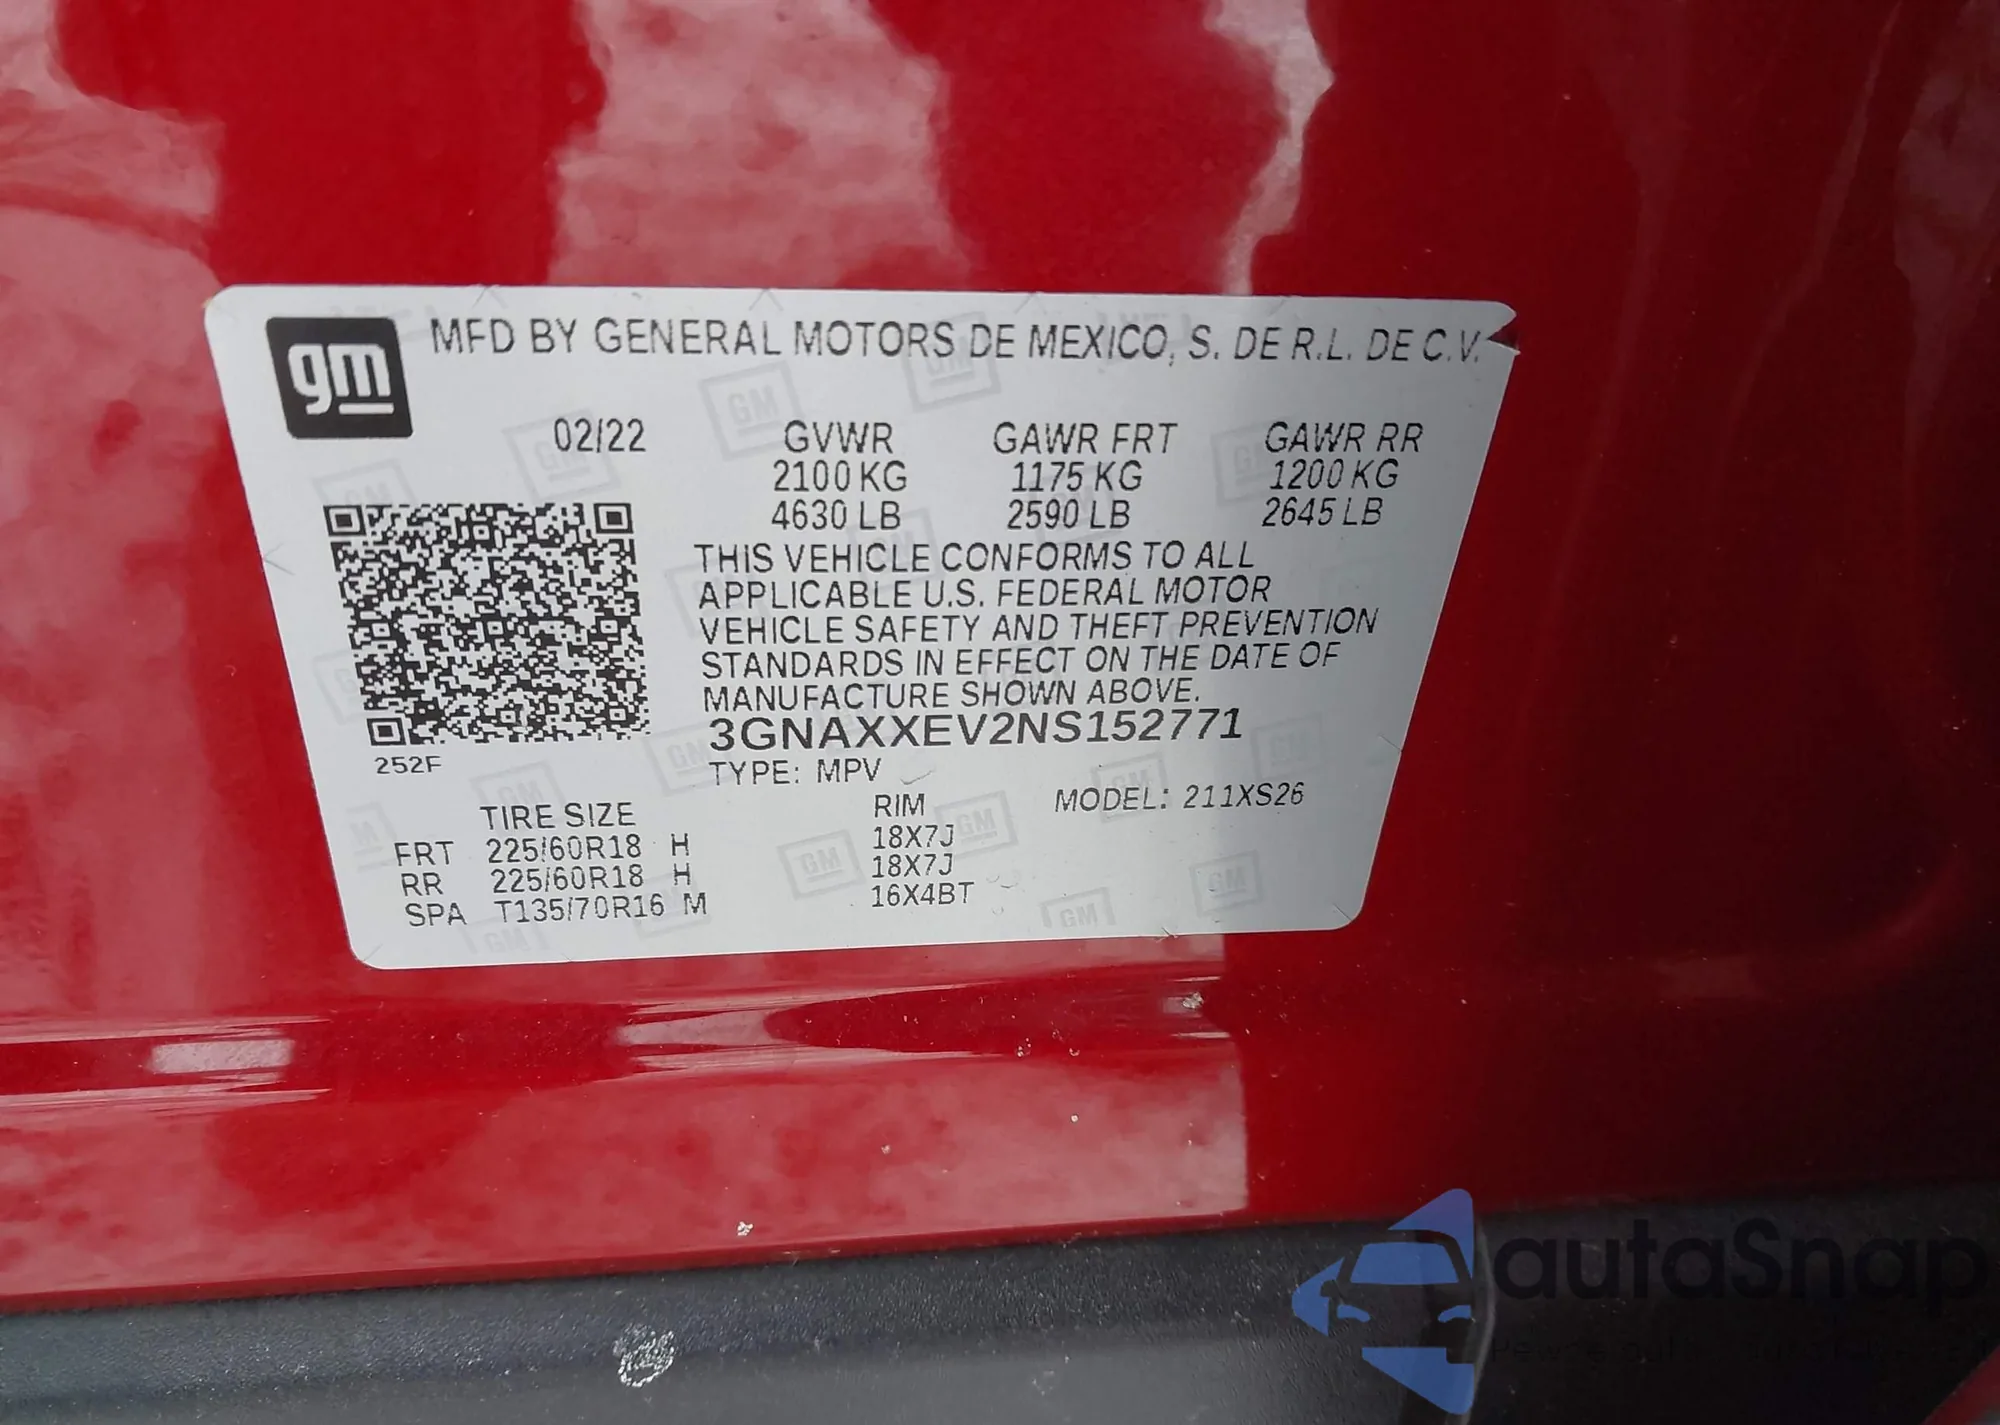 gm
MFD BY GENERAL MOTORS DE MEXICO, S. DE R.L. DE C.V.
02/22
GVWR GAWR FRT GAWR RR
2100 KG 1175 KG 1200 KG
4630 LB 2590 LB 2645 LB
THIS VEHICLE CONFORMS TO ALL
APPLICABLE U.S. FEDERAL MOTOR
VEHICLE SAFETY AND THEFT PREVENTION
STANDARDS IN EFFECT ON THE DATE OF
MANUFACTURE SHOWN ABOVE.
3GNAXXEV2NS152771
252F
TYPE: MPV
TIRE SIZE RIM MODEL: 211XS26
FRT 225/60R18 H 18X7J
RR 225/60R18 H 18X7J
SPA T135/70R16 M 16X4BT
autaSnap